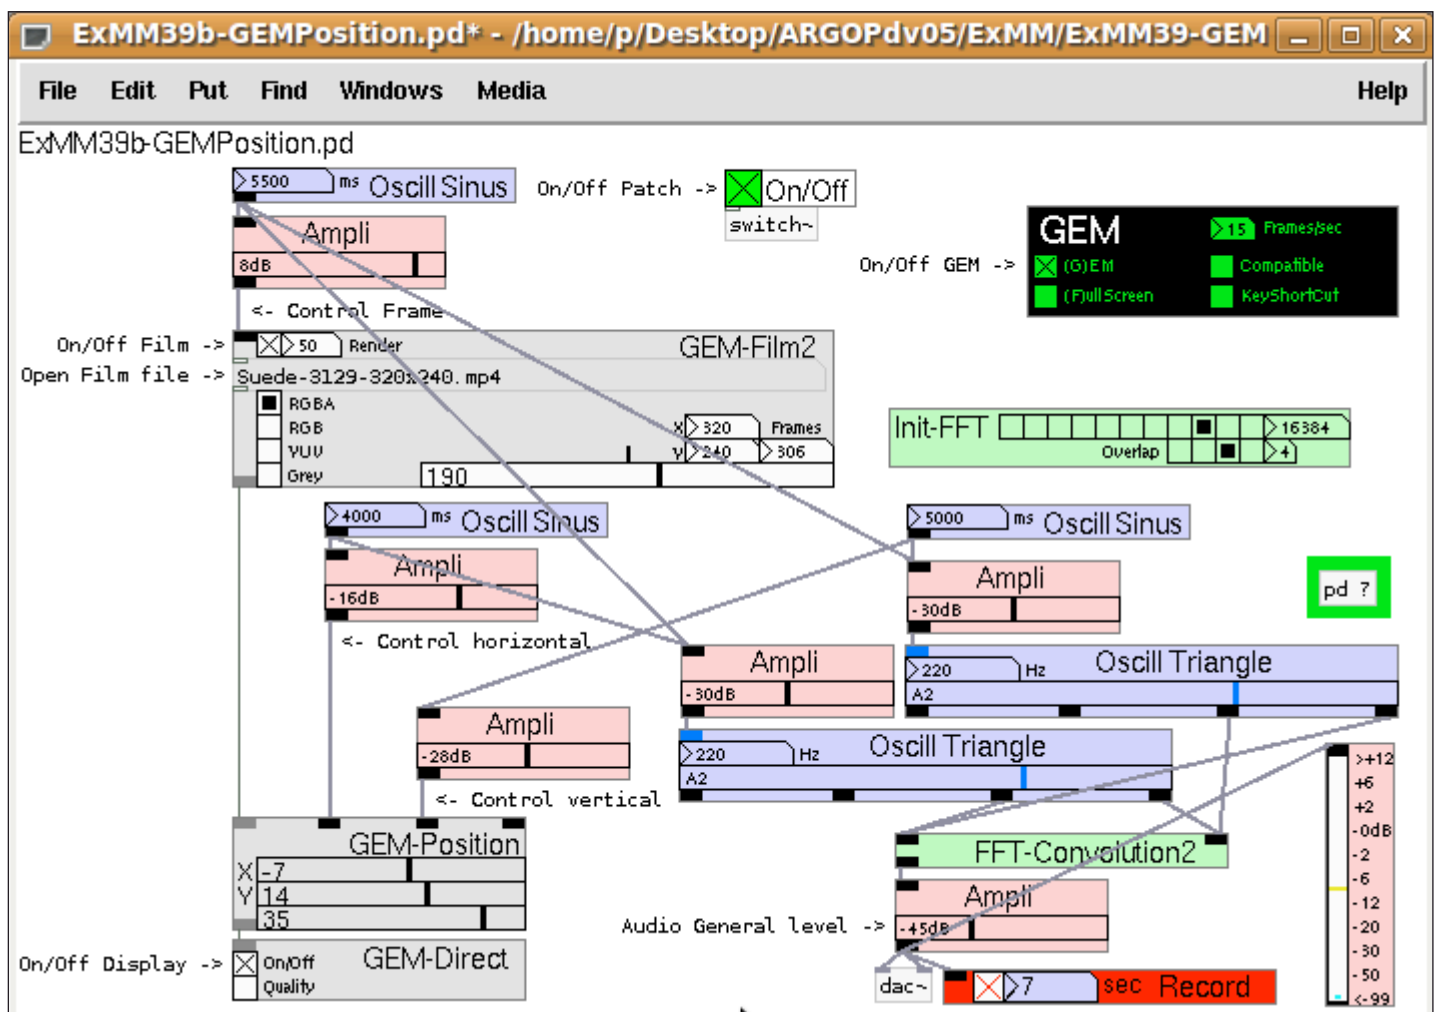 ExMM39b-GEMPosition.pd* - /home/p/Desktop/ARGOPdv05/ExMM/ExMM39-GEM
File Edit Put Find Windows Media Help
ExMM39b-GEMPosition.pd
5500 ms Oscill Sinus
On/Off Patch -> On/Off
switch~
Ampli
8dB
GEM 15 Frames/sec
On/Off GEM -> (G)EM Compatible
(F)ullScreen KeyShortCut
<- Control Frame
On/Off Film -> 50 Render GEM-Film2
Open Film file -> Suede-3129-320x240.mp4
RGBA
RGB X 320 Frames
YUV Y 240 306
Grey 190
Init-FFT 16384
Overlap 4
4000 ms Oscill Sinus
5000 ms Oscill Sinus
Ampli
-16dB
Ampli
-30dB
pd ?
<- Control horizontal
Ampli
-30dB
Oscill Triangle
220 Hz
A2
Ampli
-28dB
Oscill Triangle
220 Hz
A2
<- Control vertical
>+12
+6
+2
-0dB
-2
-6
-12
-20
-30
-50
<-99
GEM-Position
X -7
Y 14
35
FFT-Convolution2
Ampli
Audio General level -> -45dB
On/Off Display -> On/Off GEM-Direct
Quality
dac~
7 sec Record